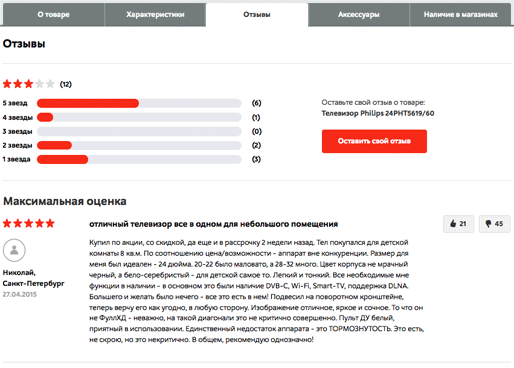 О товаре Характеристики Отзывы Аксессуары Наличие в магазинах
Отзывы
(12)
5 звезд (6)
4 звезды (1)
3 звезды (0)
2 звезды (2)
1 звезда (3)
Оставьте свой отзыв о товаре:
Телевизор Philips 24PHT5619/60
Оставить свой отзыв
Максимальная оценка
отличный телевизор все в одном для небольшого помещения
21 45
Николай,
Санкт-Петербург
27.04.2015
Купил по акции, со скидкой, да еще и в рассрочку 2 недели назад. Тел покупался для детской
комнаты 8 кв.м. По соотношению цена/возможности - аппарат вне конкуренции. Размер для
меня был идеален - 24 дюйма. 20-22 было маловато, а 28-32 много. Цвет корпуса не мрачный
черный, а бело-серебристый - для детской самое то. Легкий и тонкий. Все необходимые мне
функции в наличии - в основном это были наличие DVB-C, Wi-Fi, Smart-TV, поддержка DLNA.
Большего и желать было нечего - все это есть в нем! Подвесил на поворотном кронштейне,
теперь верчу его как угодно, в любую сторону. Изображение отличное, яркое и сочное. То что он
не ФуллХД - неважно, на такой диагонали это не критично совершенно. Пульт ДУ белый,
приятный в использовании. Единственный недостаток аппарата - это ТОРМОЗНУТОСТЬ. Это есть,
не скрою, но это некритично. В общем, рекомендую однозначно!